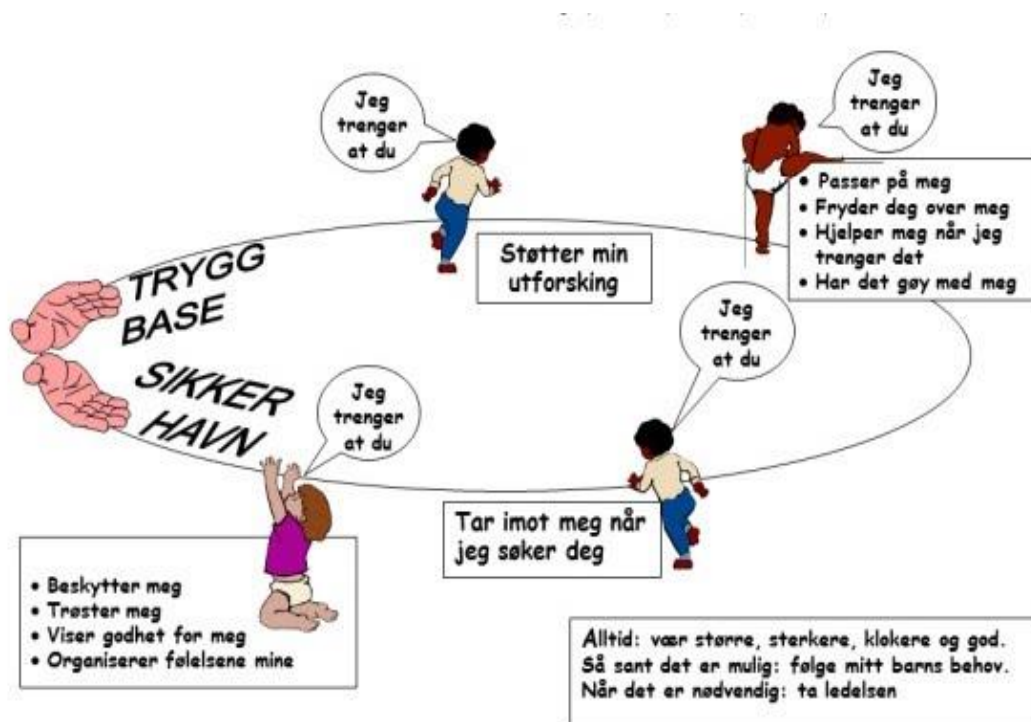 Jeg
trenger
at du
Jeg
trenger
at du
• Passer på meg
• Fryder deg over meg
• Hjelper meg når jeg
trenger det
• Har det gøy med meg
Støtter min
utforsking
TRYGG
BASE
SIKKER
HAVN
Jeg
trenger
at du
Jeg
trenger
at du
Tar imot meg når
jeg søker deg
• Beskytter meg
• Trøster meg
• Viser godhet for meg
• Organiserer følelsene mine
Alltid: vær større, sterkere, klokere og god.
Så sant det er mulig: følge mitt barns behov.
Når det er nødvendig: ta ledelsen